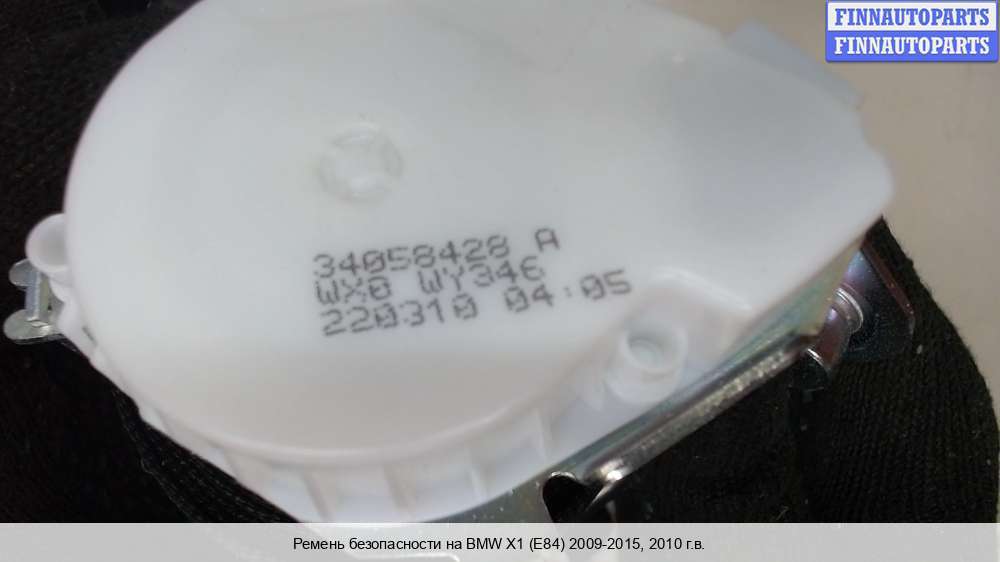 FINNAUTOPARTS
FINNAUTOPARTS
34058428 A
WX0 WY346
220310 04:05
Ремень безопасности на BMW X1 (E84) 2009-2015, 2010 г.в.